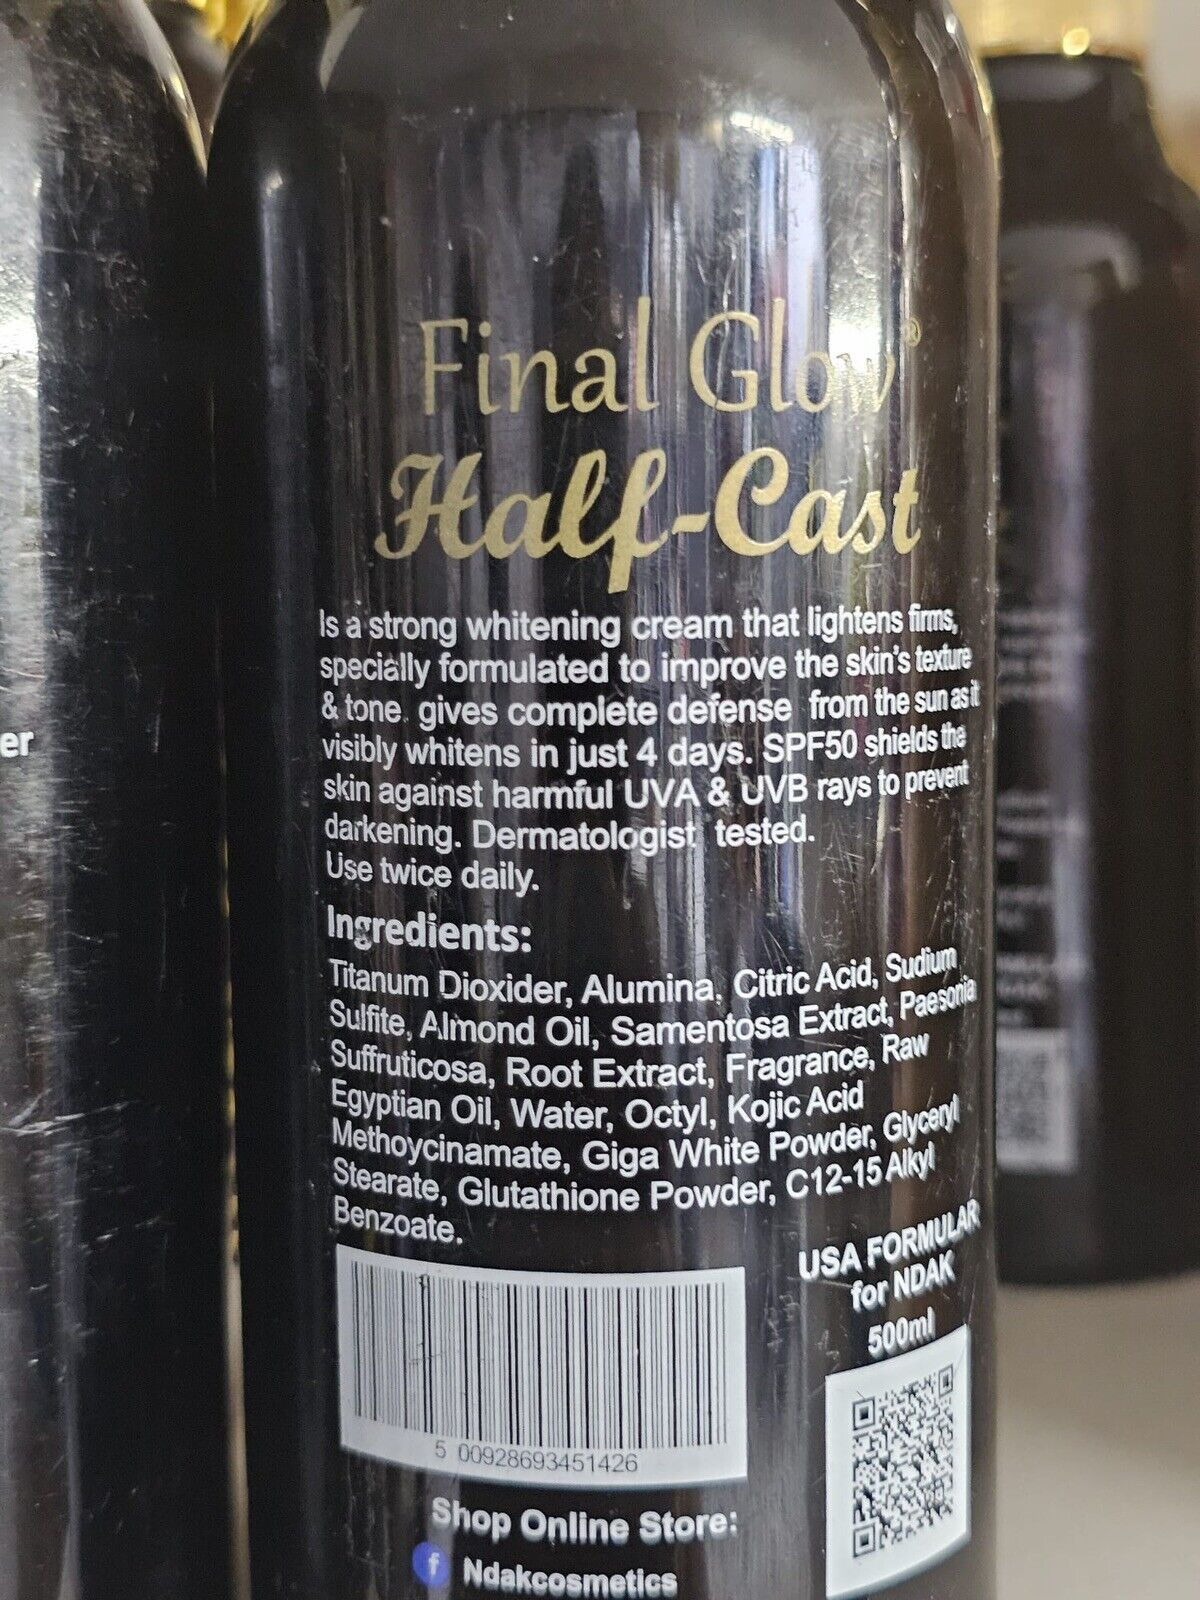 Final Glow®
Half-Cast
Is a strong whitening cream that lightens firms,
specially formulated to improve the skin's texture
& tone. gives complete defense from the sun as it
visibly whitens in just 4 days. SPF50 shields the
skin against harmful UVA & UVB rays to prevent
darkening. Dermatologist tested.
Use twice daily.
Ingredients:
Titanum Dioxider, Alumina, Citric Acid, Sudium
Sulfite, Almond Oil, Samentosa Extract, Paesonia
Suffruticosa, Root Extract, Fragrance, Raw
Egyptian Oil, Water, Octyl, Kojic Acid
Methoycinamate, Giga White Powder, Glyceryl
Stearate, Glutathione Powder, C12-15 Alkyl
Benzoate.
USA FORMULAR
for NDAK
500ml
5 00928693451426
Shop Online Store:
f Ndakcosmetics
er